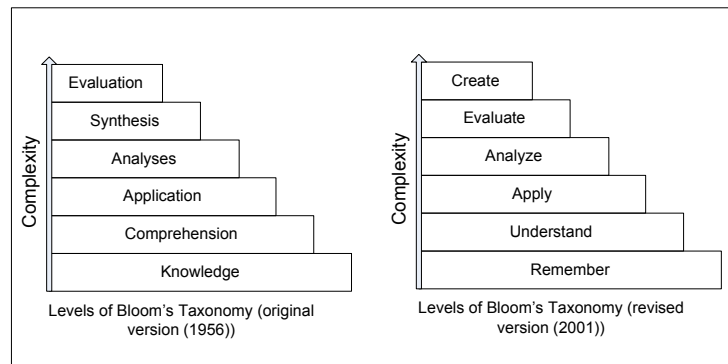 Complexity
Evaluation
Synthesis
Analyses
Application
Comprehension
Knowledge
Levels of Bloom's Taxonomy (original
version (1956))
Complexity
Create
Evaluate
Analyze
Apply
Understand
Remember
Levels of Bloom's Taxonomy (revised
version (2001))